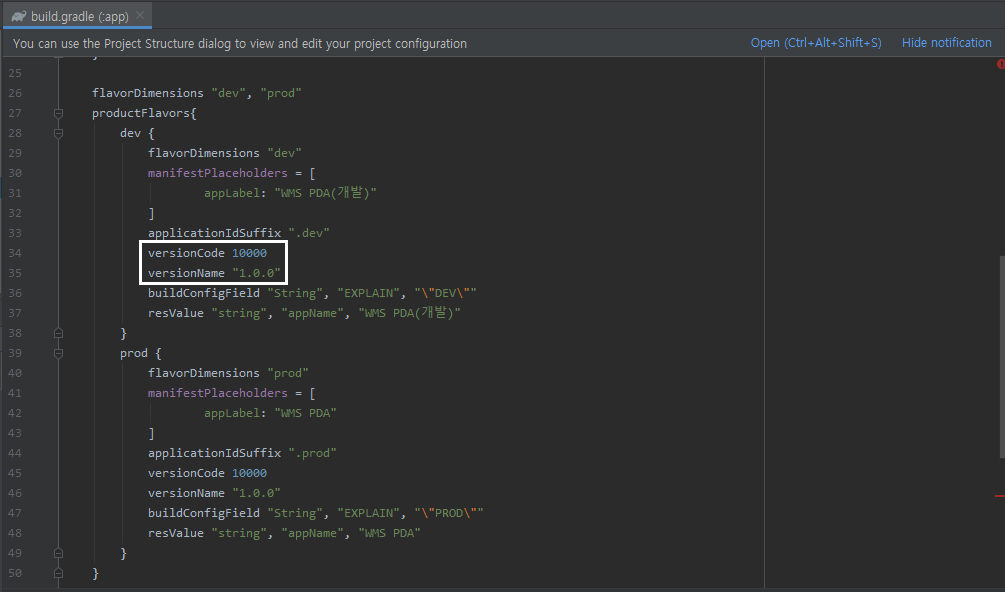 build.gradle (:app)
You can use the Project Structure dialog to view and edit your project configuration Open (Ctrl+Alt+Shift+S) Hide notification
25
26 flavorDimensions "dev", "prod"
27 productFlavors{
28 dev {
29 flavorDimensions "dev"
30 manifestPlaceholders = [
31 appLabel: "WMS PDA(개발)"
32 ]
33 applicationIdSuffix ".dev"
34 versionCode 10000
35 versionName "1.0.0"
36 buildConfigField "String", "EXPLAIN", "\"DEV\""
37 resValue "string", "appName", "WMS PDA(개발)"
38 }
39 prod {
40 flavorDimensions "prod"
41 manifestPlaceholders = [
42 appLabel: "WMS PDA"
43 ]
44 applicationIdSuffix ".prod"
45 versionCode 10000
46 versionName "1.0.0"
47 buildConfigField "String", "EXPLAIN", "\"PROD\""
48 resValue "string", "appName", "WMS PDA"
49 }
50 }